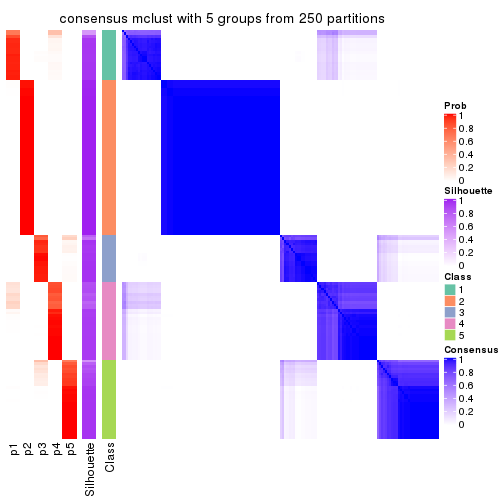 consensus mclust with 5 groups from 250 partitions
Prob
1
0.8
0.6
0.4
0.2
0
Silhouette
1
0.8
0.6
0.4
0.2
0
Class
1
2
3
4
5
Consensus
1
0.8
0.6
0.4
0.2
0
p1
p2
p3
p4
p5
Silhouette
Class